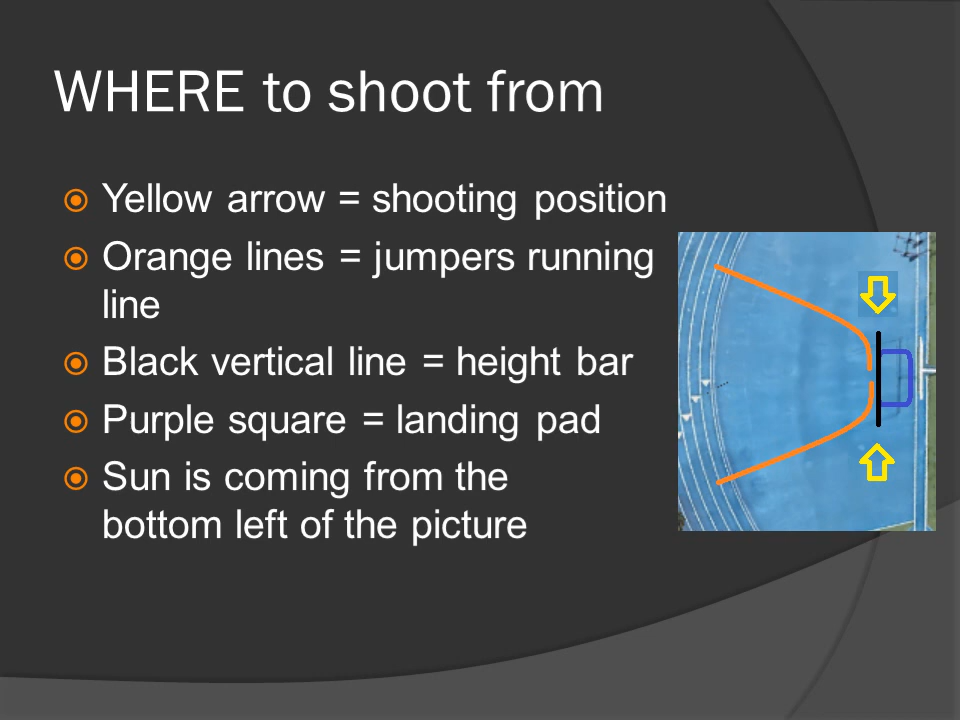 WHERE to shoot from
Yellow arrow = shooting position
Orange lines = jumpers running
line
Black vertical line = height bar
Purple square = landing pad
Sun is coming from the
bottom left of the picture